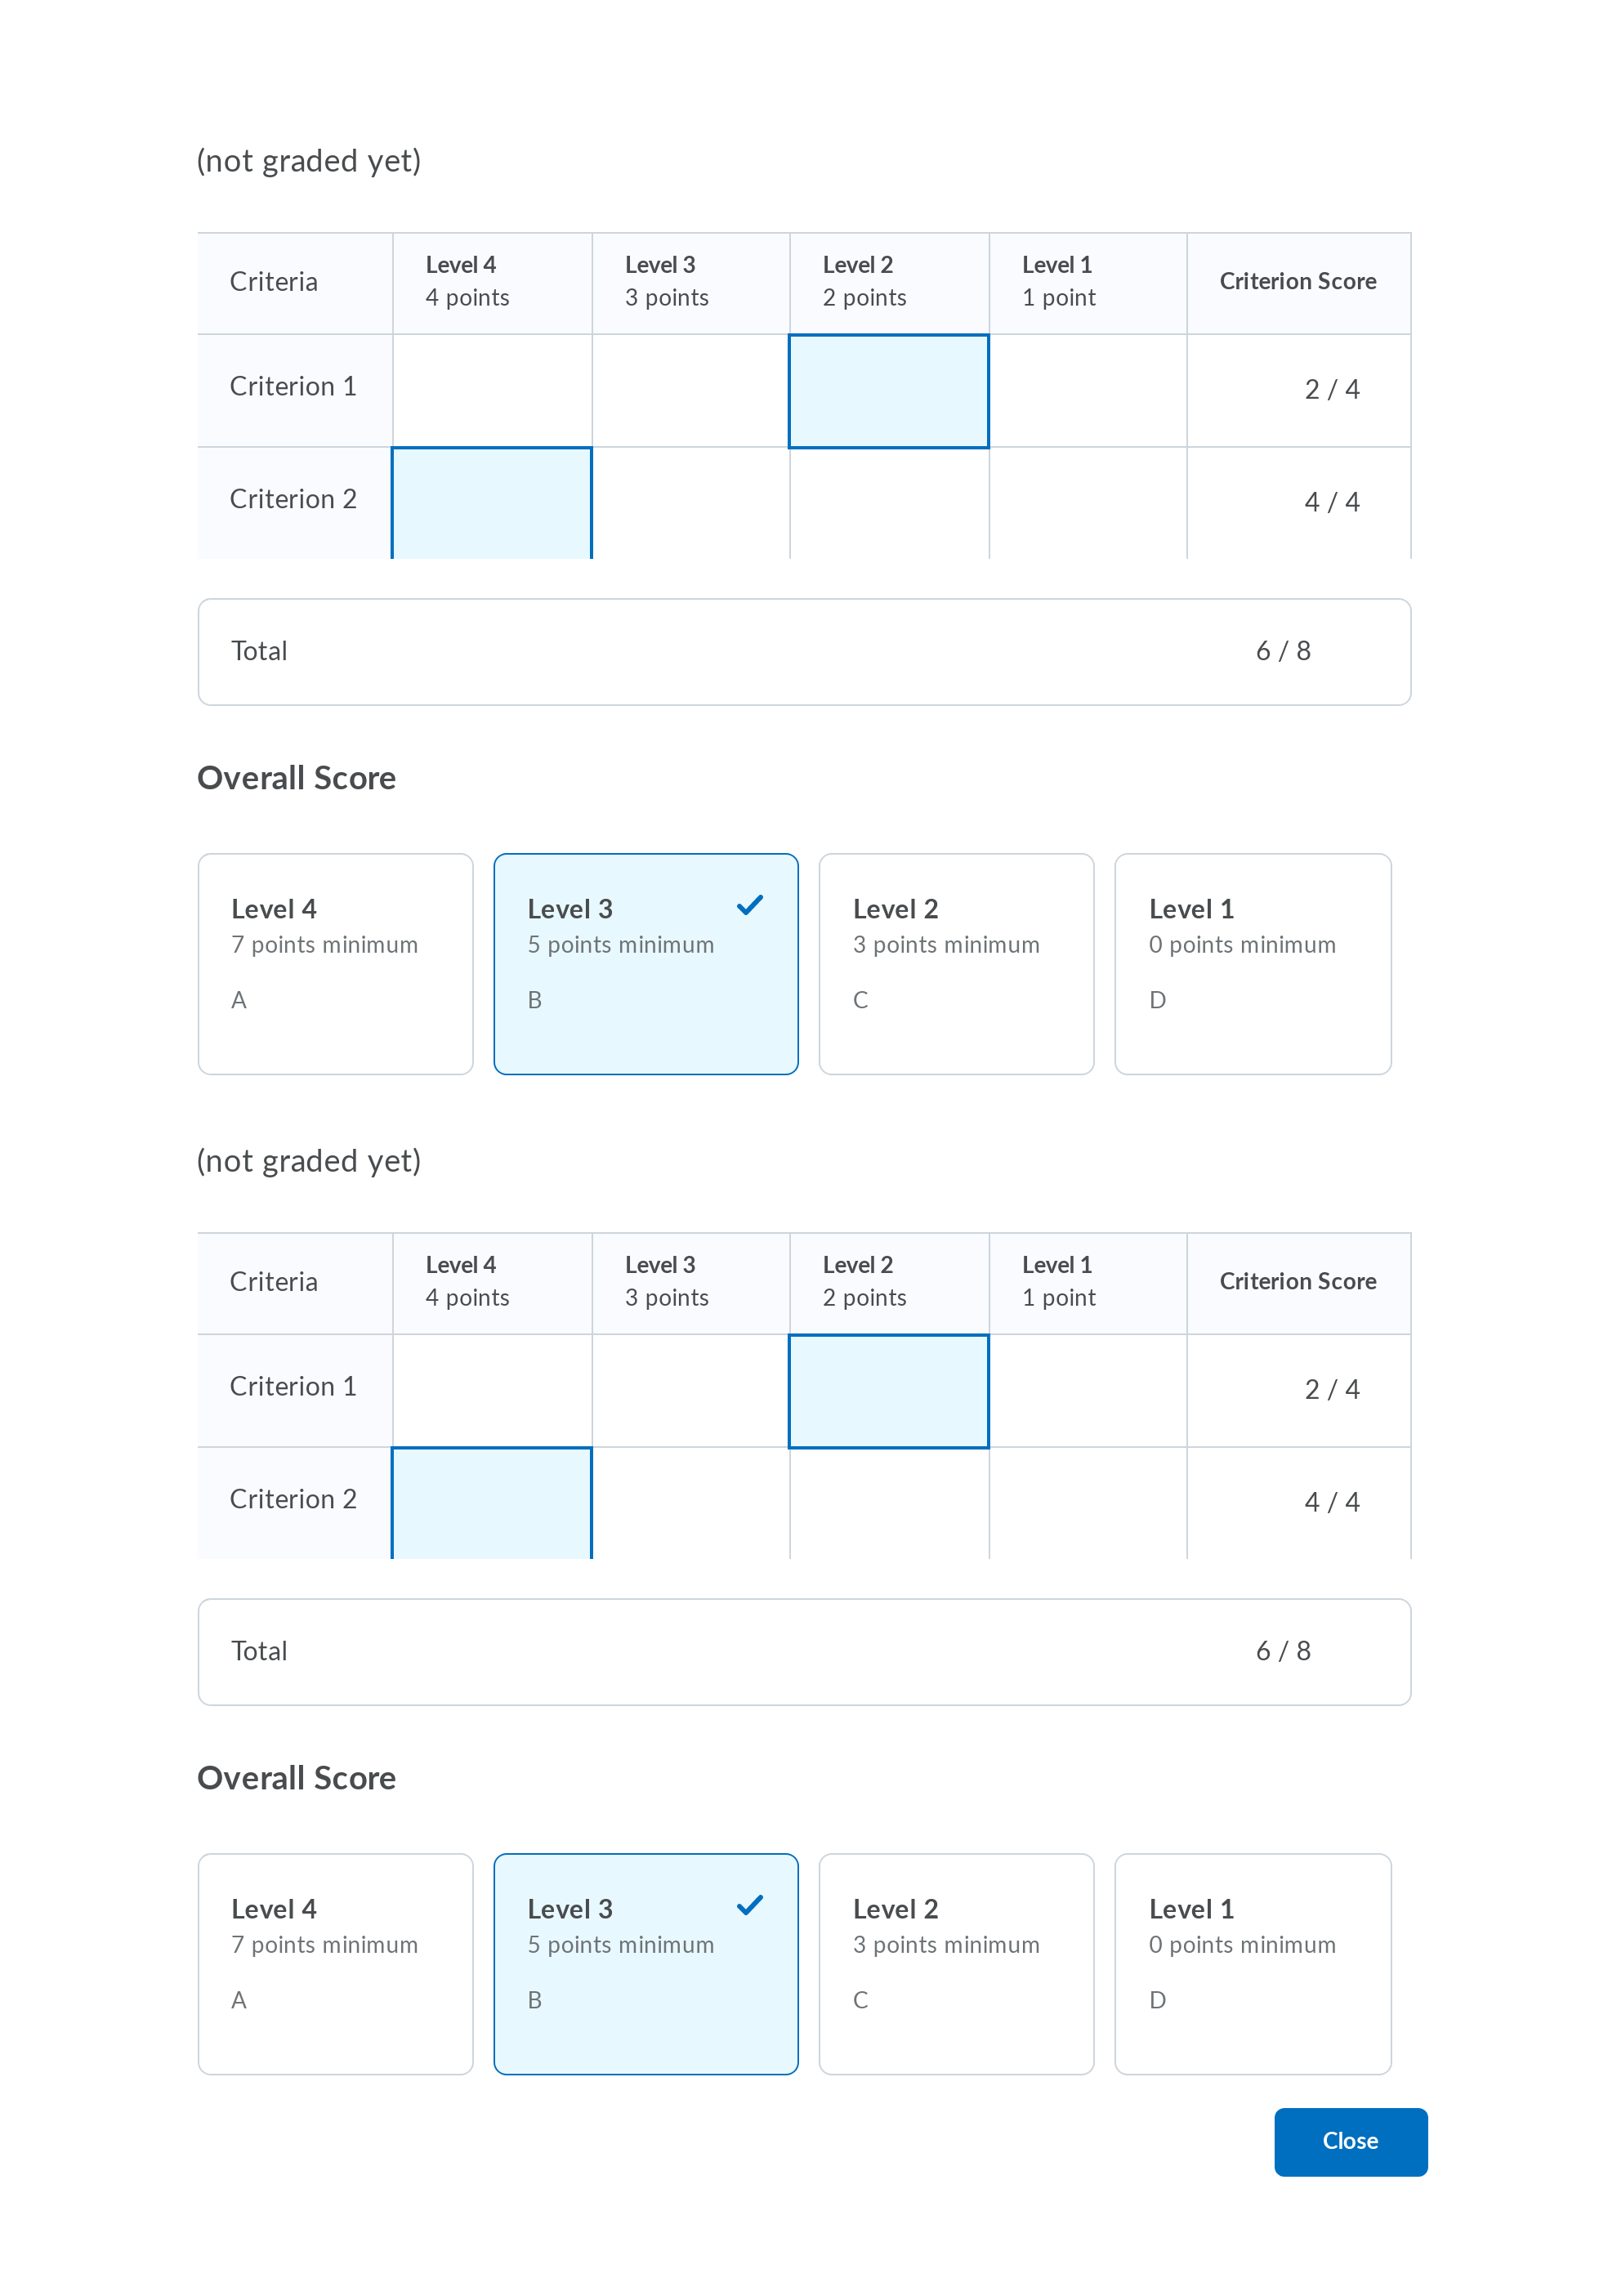 (not graded yet)
Criteria
Level 4
4 points
Level 3
3 points
Level 2
2 points
Level 1
1 point
Criterion Score
Criterion 1
2 / 4
Criterion 2
4 / 4
Total
6 / 8
Overall Score
Level 4
7 points minimum
A
Level 3
5 points minimum
B
Level 2
3 points minimum
C
Level 1
0 points minimum
D
(not graded yet)
Criteria
Level 4
4 points
Level 3
3 points
Level 2
2 points
Level 1
1 point
Criterion Score
Criterion 1
2 / 4
Criterion 2
4 / 4
Total
6 / 8
Overall Score
Level 4
7 points minimum
A
Level 3
5 points minimum
B
Level 2
3 points minimum
C
Level 1
0 points minimum
D
Close